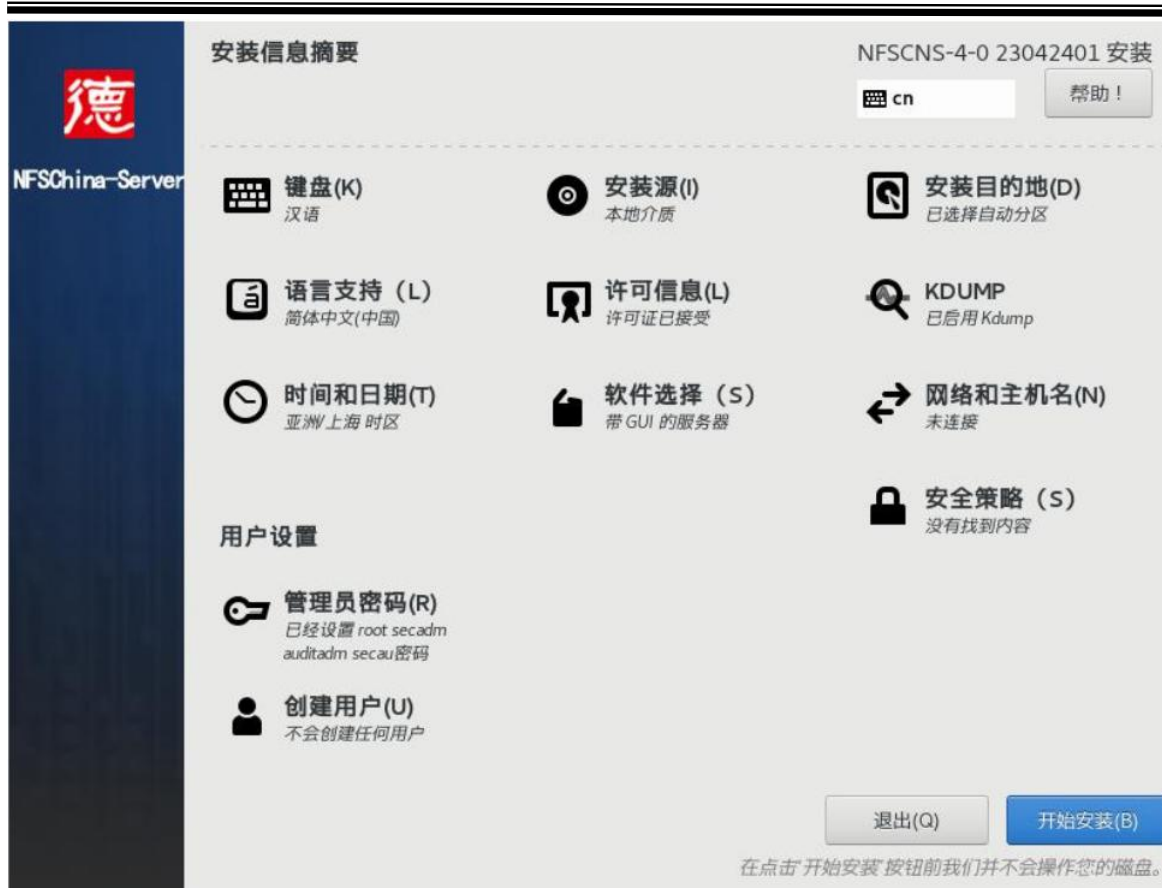 安装信息摘要
NFSCNS-4-0 23042401 安装
cn
帮助！
德
NFSChina-Server
键盘(K)
汉语
安装源(I)
本地介质
安装目的地(D)
已选择自动分区
语言支持（L）
简体中文(中国)
许可信息(L)
许可证已接受
KDUMP
已启用 Kdump
时间和日期(T)
亚洲/上海 时区
软件选择（S）
带 GUI 的服务器
网络和主机名(N)
未连接
安全策略（S）
没有找到内容
用户设置
管理员密码(R)
已经设置 root secadm
auditadm secau密码
创建用户(U)
不会创建任何用户
退出(Q)
开始安装(B)
在点击'开始安装'按钮前我们并不会操作您的磁盘。